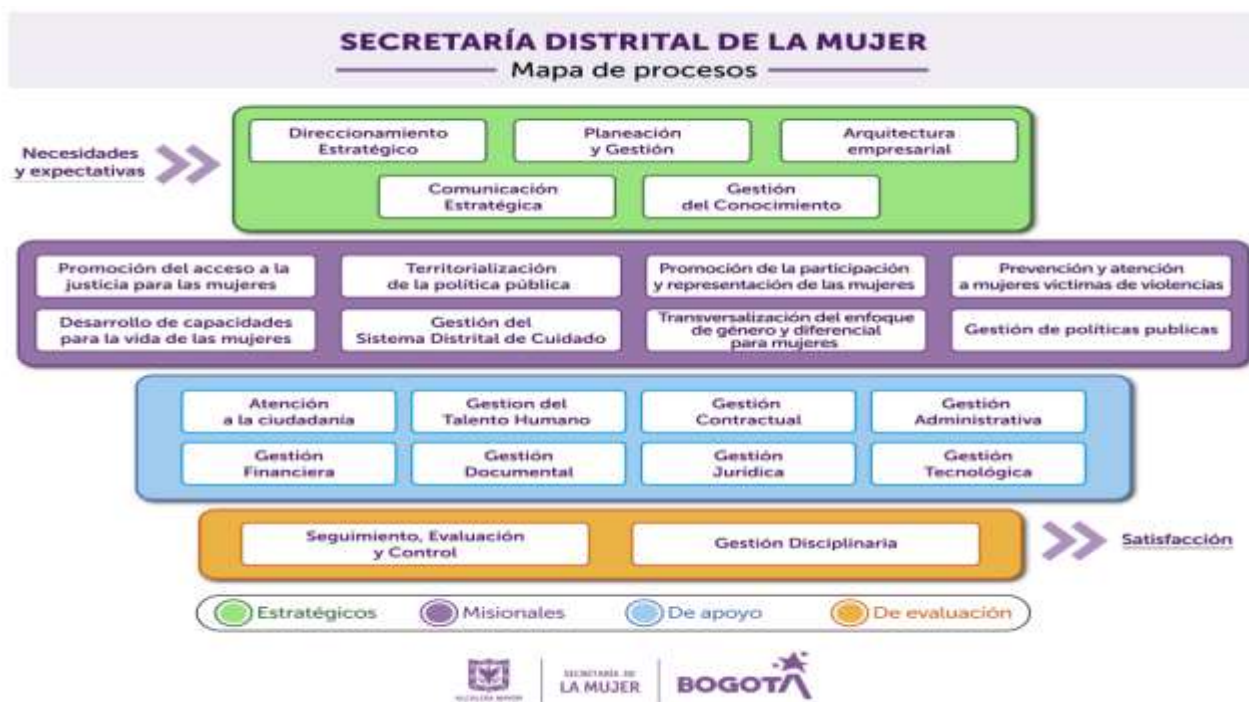 SECRETARÍA DISTRITAL DE LA MUJER
Mapa de procesos
Necesidades
y expectativas
Direccionamiento
Estratégico
Planeación
y Gestión
Arquitectura
empresarial
Comunicación
Estratégica
Gestión
del Conocimiento
Promoción del acceso a la
justicia para las mujeres
Territorialización
de la política pública
Promoción de la participación
y representación de las mujeres
Prevención y atención
a mujeres victimas de violencias
Desarrollo de capacidades
para la vida de las mujeres
Gestión del
Sistema Distrital de Cuidado
Transversalización del enfoque
de género y diferencial
para mujeres
Gestión de políticas publicas
Atención
a la ciudadanía
Gestion del
Talento Humano
Gestión
Contractual
Gestión
Administrativa
Gestión
Financiera
Gestión
Documental
Gestión
Jurídica
Gestión
Tecnológica
Seguimiento, Evaluación
y Control
Gestión Disciplinaria
Satisfacción
Estratégicos
Misionales
De apoyo
De evaluación
ALCALDÍA MAYOR
SECRETARÍA DE
LA MUJER
BOGOTÁ